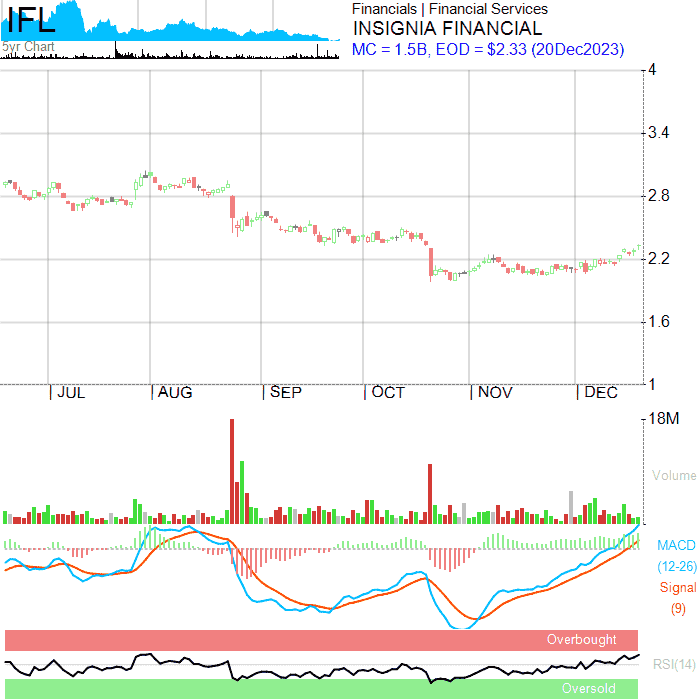 IFL
5yr Chart
Financials | Financial Services
INSIGNIA FINANCIAL
MC = 1.5B, EOD = $2.33 (20Dec2023)
4
3.4
2.8
2.2
1.6
1
JUL AUG SEP OCT NOV DEC
18M
Volume
MACD
(12-26)
Signal
(9)
Overbought
RSI(14)
Oversold